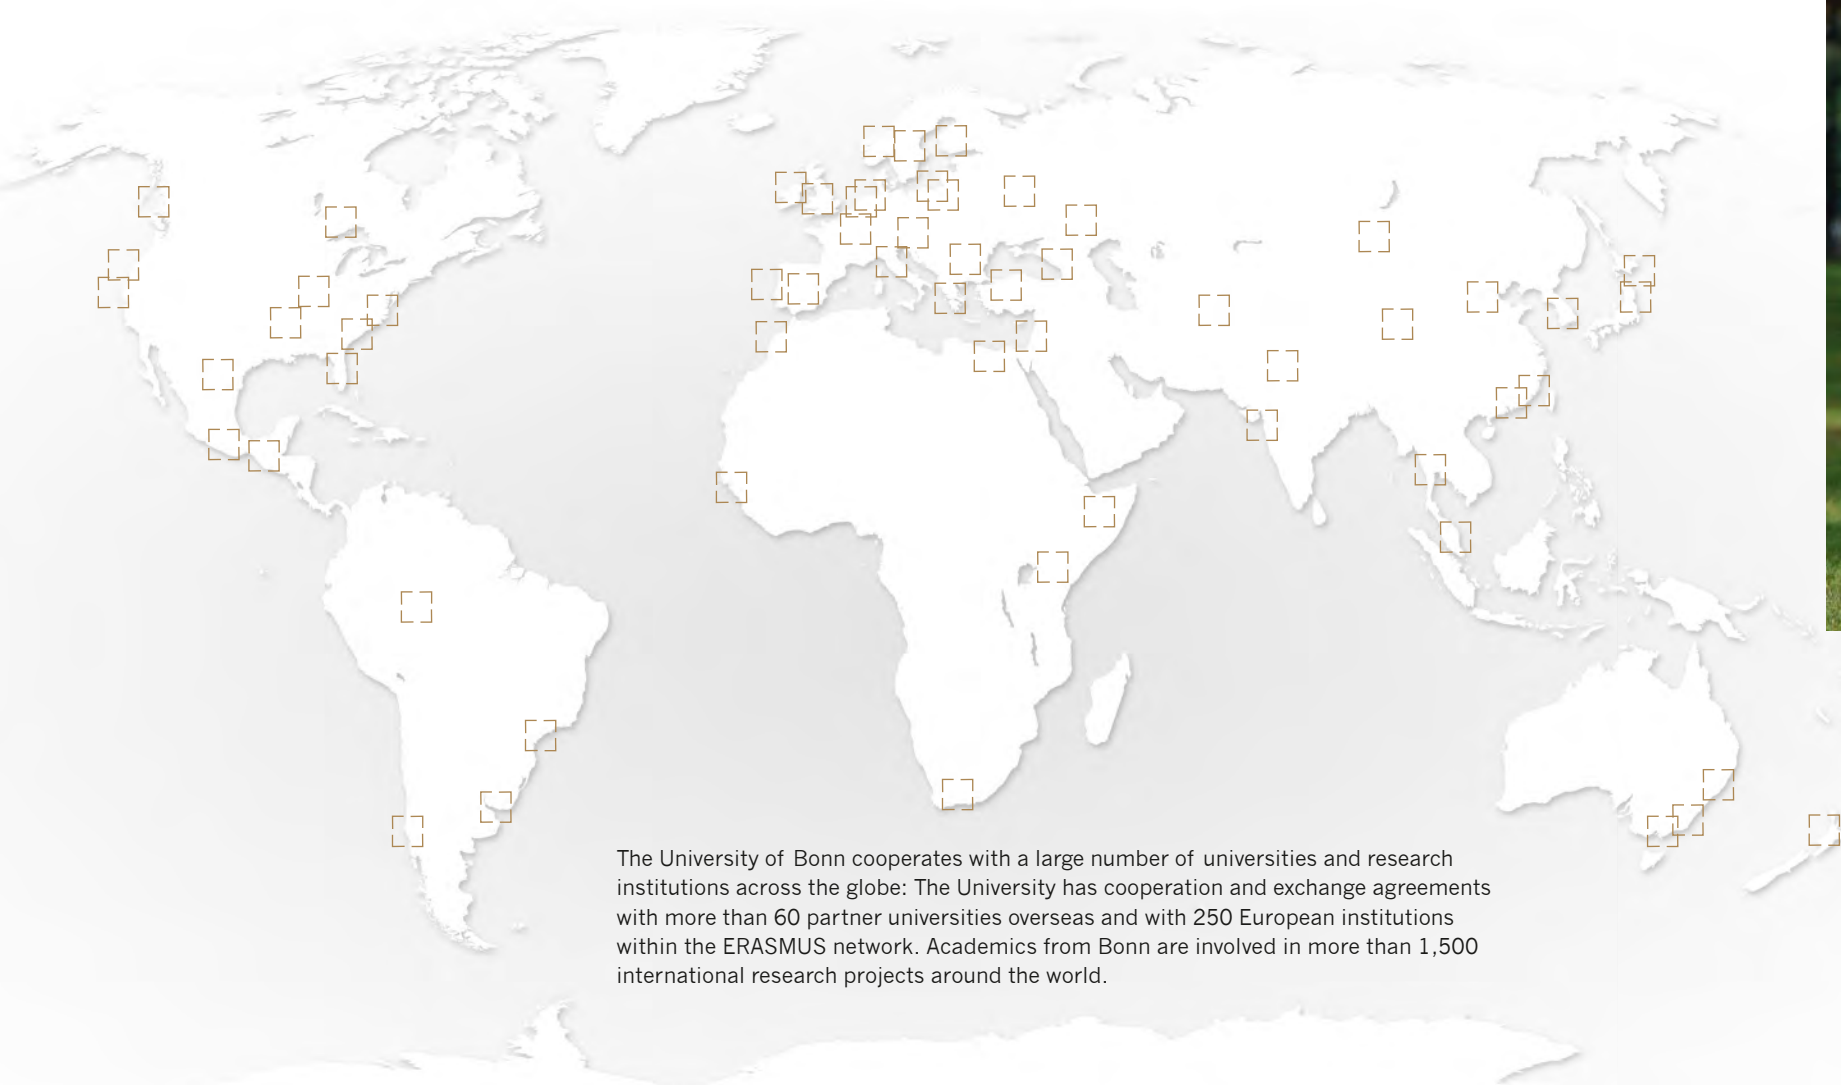 The University of Bonn cooperates with a large number of universities and research
institutions across the globe: The University has cooperation and exchange agreements
with more than 60 partner universities overseas and with 250 European institutions
within the ERASMUS network. Academics from Bonn are involved in more than 1,500
international research projects around the world.